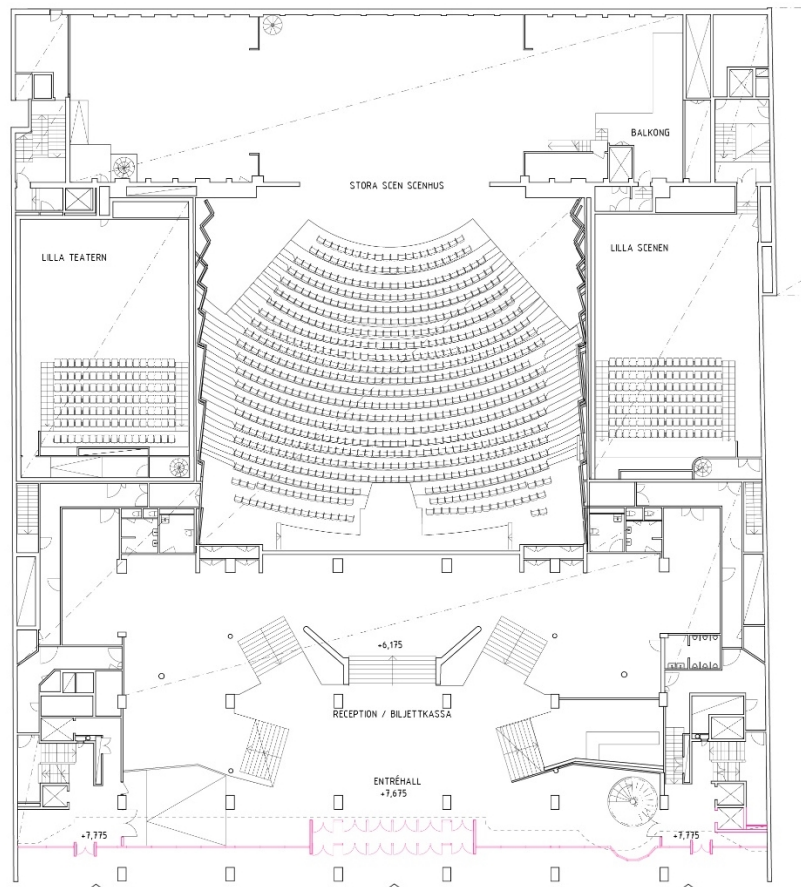 BALKONG
STORA SCEN SCENHUS
LILLA TEATERN
LILLA SCENEN
+6,175
RECEPTION / BILJETTKASSA
ENTRÉHALL
+7,675
+7,775
+7,775